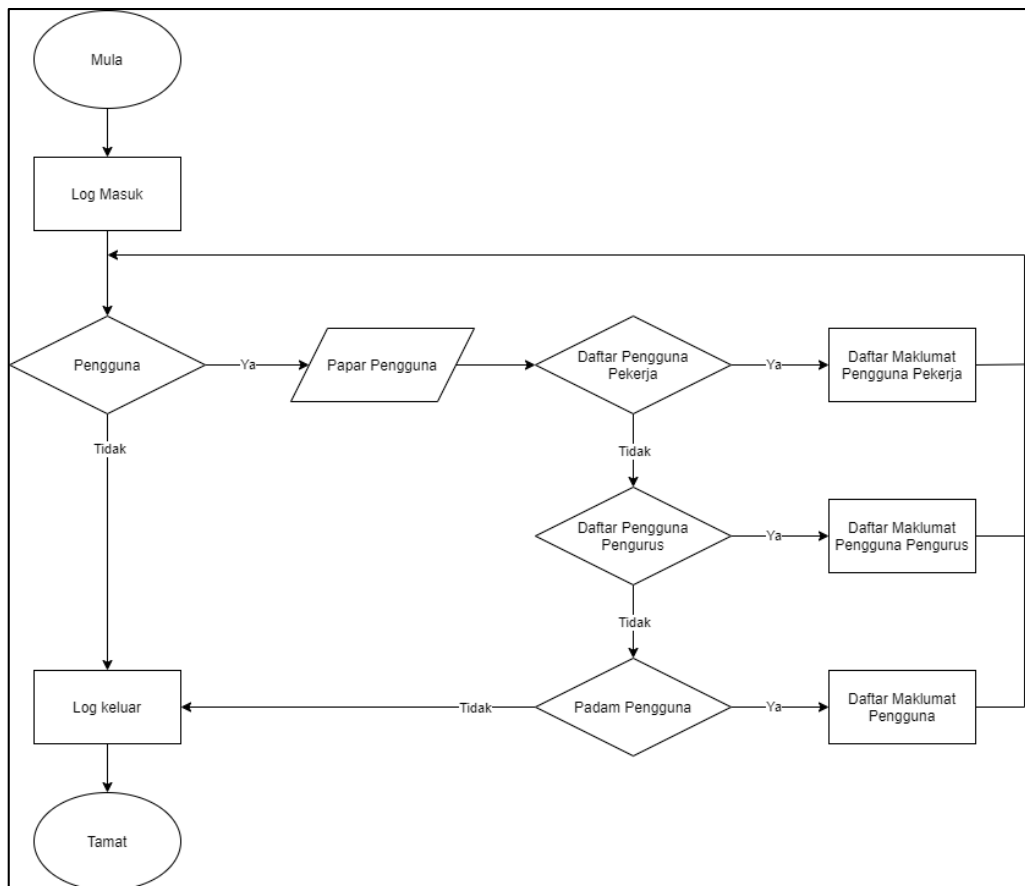 Mula
Log Masuk
Pengguna
Ya
Papar Pengguna
Daftar Pengguna
Pekerja
Ya
Daftar Maklumat
Pengguna Pekerja
Tidak
Tidak
Daftar Pengguna
Pengurus
Ya
Daftar Maklumat
Pengguna Pengurus
Tidak
Log keluar
Tidak
Padam Pengguna
Ya
Daftar Maklumat
Pengguna
Tamat